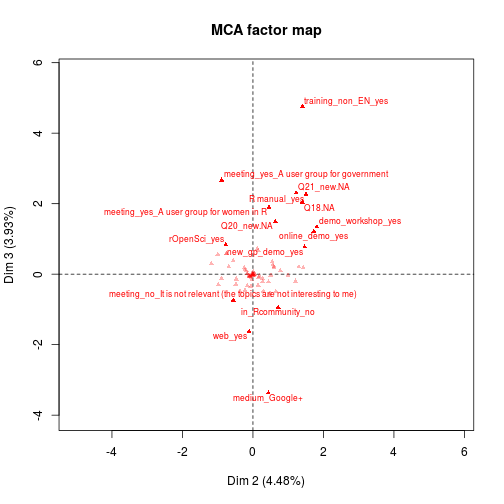 MCA factor map
6
training_non_EN_yes
4
meeting_yes_A user group for government
Q21_new.NA
R manual_yes
2
meeting_yes_A user group for women in R
Q18.NA
Q20_new.NA
demo_workshop_yes
rOpenSci_yes
online_demo_yes
new_gp_demo_yes
0
meeting_no_It is not relevant (the topics are not interesting to me)
in_Rcommunity_no
-2
web_yes
medium_Google+
-4
-4
-2
0
2
4
6
Dim 2 (4.48%)
Dim 3 (3.93%)